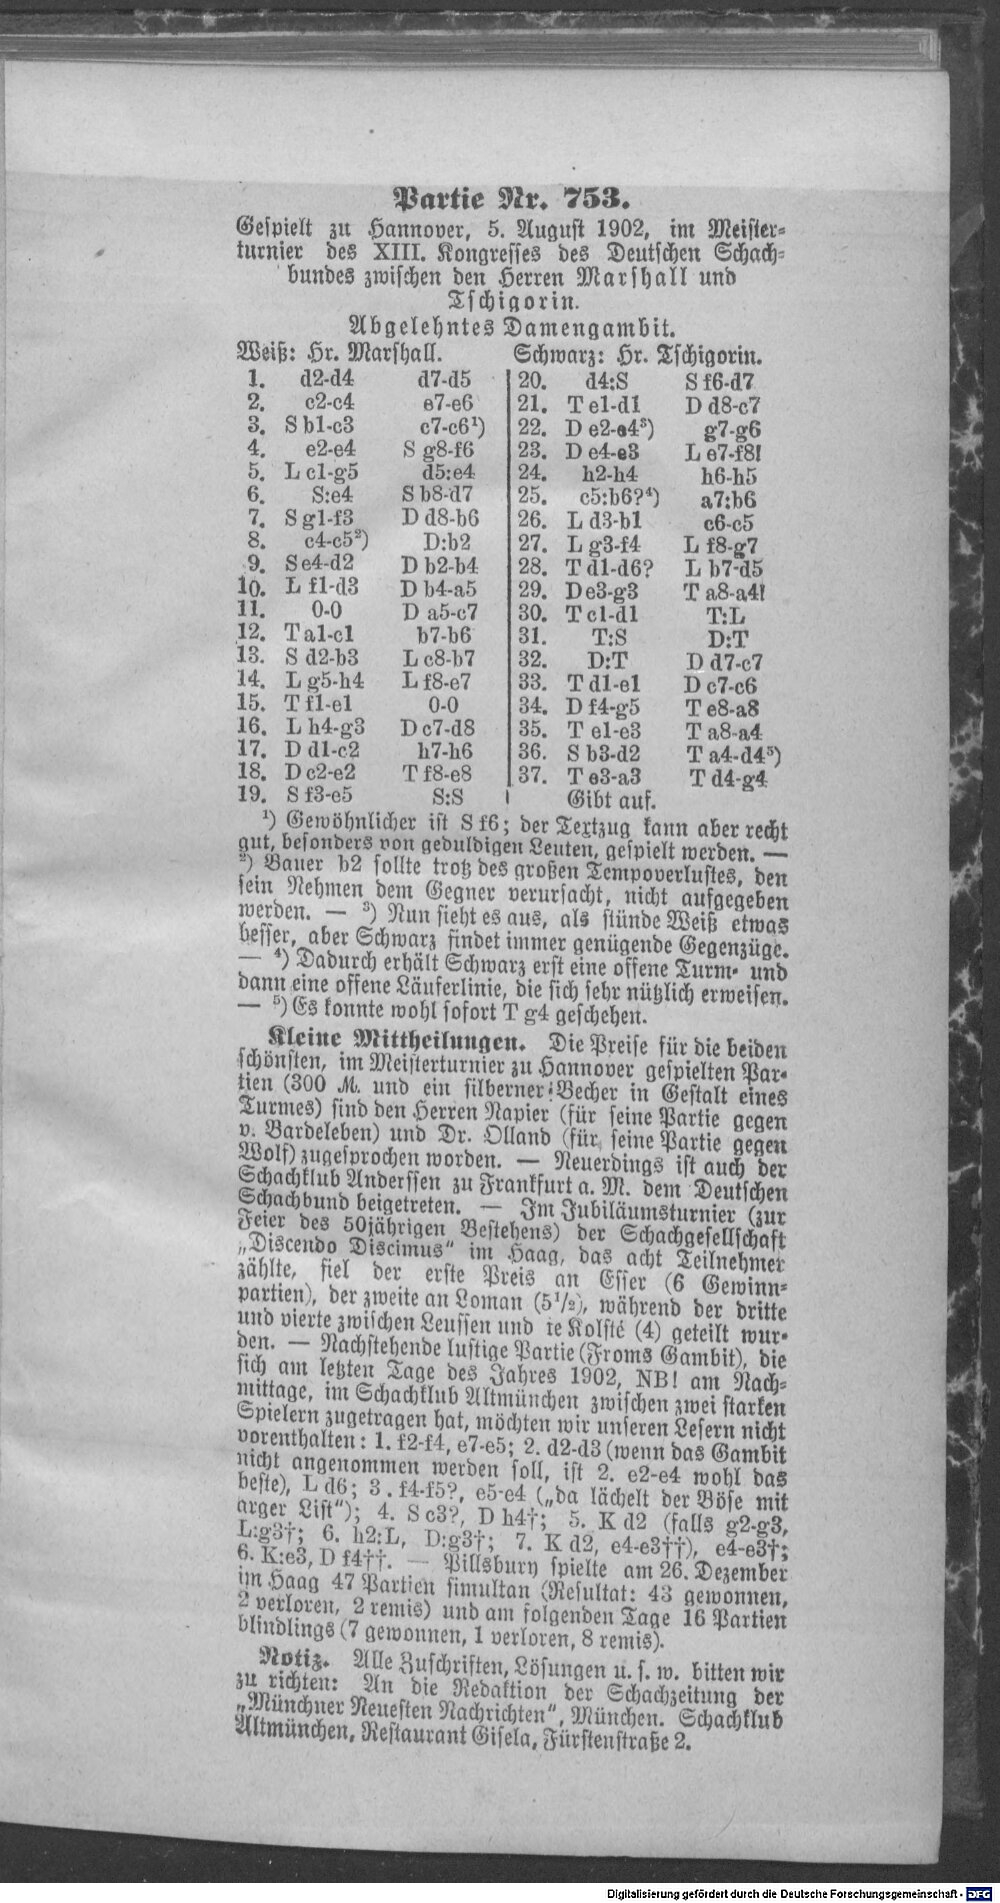 Partie Nr. 753.
Gespielt zu Hannover, 5. August 1902, im Meister-
turnier des XIII. Kongresses des Deutschen Schach-
bundes zwischen den Herren Marshall und
Tschigorin.
Abgelehntes Damengambit.
Weiß: Hr. Marshall. Schwarz: Hr. Tschigorin.
1. d2-d4 d7-d5
2. c2-c4 e7-e6
3. S b1-c3 c7-c6¹)
4. e2-e4 S g8-f6
5. L c1-g5 d5:e4
6. S:e4 S b8-d7
7. S g1-f3 D d8-b6
8. c4-c5²) D:b2
9. S e4-d2 D b2-b4
10. L f1-d3 D b4-a5
11. 0-0 D a5-c7
12. T a1-c1 b7-b6
13. S d2-b3 L c8-b7
14. L g5-h4 L f8-e7
15. T f1-e1 0-0
16. L h4-g3 D c7-d8
17. D d1-c2 h7-h6
18. D c2-e2 T f8-e8
19. S f3-e5 S:S
20. d4:S S f6-d7
21. T e1-d1 D d8-c7
22. D e2-e4³) g7-g6
23. D e4-e3 L e7-f8!
24. h2-h4 h6-h5
25. c5:b6?⁴) a7:b6
26. L d3-b1 c6-c5
27. L g3-f4 L f8-g7
28. T d1-d6? L b7-d5
29. D e3-g3 T a8-a4!
30. T c1-d1 T:L
31. T:S D:T
32. D:T D d7-c7
33. T d1-e1 D c7-c6
34. D f4-g5 T e8-a8
35. T e1-e3 T a8-a4
36. S b3-d2 T a4-d4⁵)
37. T e3-a3 T d4-g4
Gibt auf.
¹) Gewöhnlicher ist S f6; der Textzug kann aber recht
gut, besonders von geduldigen Leuten, gespielt werden. —
²) Bauer b2 sollte trotz des großen Tempoverlustes, den
sein Nehmen dem Gegner verursacht, nicht aufgegeben
werden. — ³) Nun sieht es aus, als stünde Weiß etwas
besser, aber Schwarz findet immer genügende Gegenzüge.
— ⁴) Dadurch erhält Schwarz erst eine offene Turm- und
dann eine offene Läuferlinie, die sich sehr nützlich erweisen.
— ⁵) Es konnte wohl sofort T g4 geschehen.
Kleine Mittheilungen. Die Preise für die beiden
schönsten, im Meisterturnier zu Hannover gespielten Par-
tien (300 M. und ein silberner Becher in Gestalt eines
Turmes) sind den Herren Napier (für seine Partie gegen
v. Bardeleben) und Dr. Olland (für seine Partie gegen
Wolf) zugesprochen worden. — Neuerdings ist auch der
Schachklub Anderssen zu Frankfurt a. M. dem Deutschen
Schachbund beigetreten. — Im Jubiläumsturnier (zur
Feier des 50jährigen Bestehens) der Schachgesellschaft
„Discendo Discimus“ im Haag, das acht Teilnehmer
zählte, fiel der erste Preis an Esser (6 Gewinn-
partien), der zweite an Loman (5½), während der dritte
und vierte zwischen Leussen und te Kolsté (4) geteilt wur-
den. — Nachstehende lustige Partie (Froms Gambit), die
sich am letzten Tage des Jahres 1902, NB! am Nach-
mittage, im Schachklub Altmünchen zwischen zwei starken
Spielern zugetragen hat, möchten wir unseren Lesern nicht
vorenthalten: 1. f2-f4, e7-e5; 2. d2-d3 (wenn das Gambit
nicht angenommen werden soll, ist 2. e2-e4 wohl das
beste), L d6; 3. f4-f5?, e5-e4 („da lächelt der Böse mit
arger List“); 4. S c3?, D h4†; 5. K d2 (falls g2-g3,
L:g3†; 6. h2:L, D:g3†; 7. K d2, e4-e3††), e4-e3†;
6. K:e3, D f4††. — Pillsbury spielte am 26. Dezember
im Haag 47 Partien simultan (Resultat: 43 gewonnen,
2 verloren, 2 remis) und am folgenden Tage 16 Partien
blindlings (7 gewonnen, 1 verloren, 8 remis).
Notiz. Alle Zuschriften, Lösungen u. s. w. bitten wir
zu richten: An die Redaktion der Schachzeitung der
„Münchner Neuesten Nachrichten“, München. Schachklub
Altmünchen, Restaurant Gisela, Fürstenstraße 2.
Digitalisierung gefördert durch die Deutsche Forschungsgemeinschaft - DFG